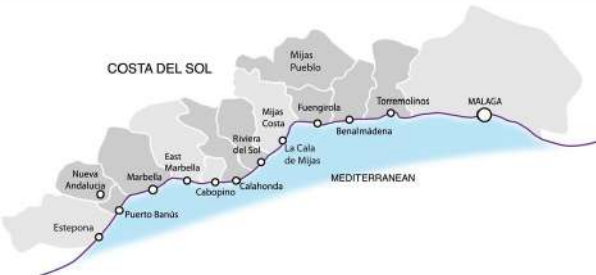 COSTA DEL SOL
Mijas
Pueblo
Torremolinos
MALAGA
Fuengirola
Mijas
Costa
Benalmádena
Riviera
del Sol
La Cala
de Mijas
East
Marbella
MEDITERRANEAN
Nueva
Andalucia
Marbella
Cabopino
Calahonda
Puerto Banús
Estepona